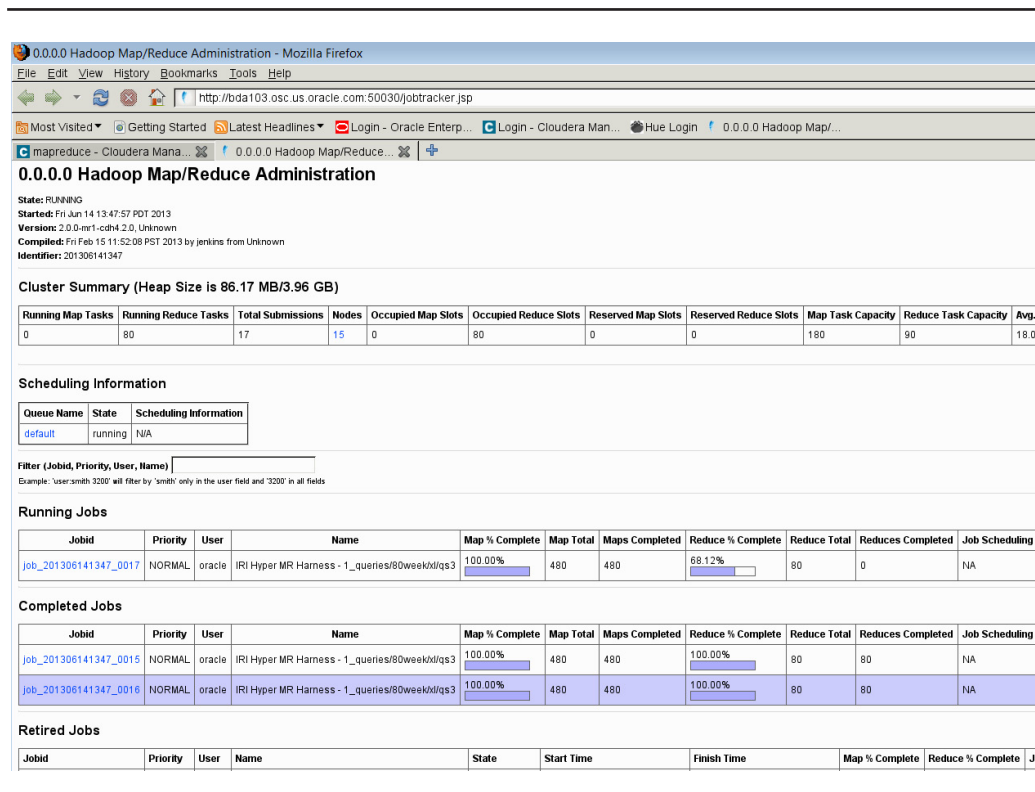 0.0.0.0 Hadoop Map/Reduce Administration - Mozilla Firefox
File Edit View History Bookmarks Tools Help
http://bda103.osc.us.oracle.com:50030/jobtracker.jsp
Most Visited Getting Started Latest Headlines Login - Oracle Enterp... Login - Cloudera Man... Hue Login 0.0.0.0 Hadoop Map/...
mapreduce - Cloudera Mana... 0.0.0.0 Hadoop Map/Reduce...
0.0.0.0 Hadoop Map/Reduce Administration
State: RUNNING
Started: Fri Jun 14 13:47:57 PDT 2013
Version: 2.0.0-mr1-cdh4.2.0, Unknown
Compiled: Fri Feb 15 11:52:08 PST 2013 by jenkins from Unknown
Identifier: 201306141347
Cluster Summary (Heap Size is 86.17 MB/3.96 GB)
Running Map Tasks Running Reduce Tasks Total Submissions Nodes Occupied Map Slots Occupied Reduce Slots Reserved Map Slots Reserved Reduce Slots Map Task Capacity Reduce Task Capacity Avg.
0 80 17 15 0 80 0 0 180 90 18.0
Scheduling Information
Queue Name State Scheduling Information
default running N/A
Filter (Jobid, Priority, User, Name)
Example: 'user:smith 3200' will filter by 'smith' only in the user field and '3200' in all fields
Running Jobs
Jobid Priority User Name Map % Complete Map Total Maps Completed Reduce % Complete Reduce Total Reduces Completed Job Scheduling
job_201306141347_0017 NORMAL oracle IRI Hyper MR Harness - 1_queries/80week/xl/qs3 100.00% 480 480 68.12% 80 0 NA
Completed Jobs
Jobid Priority User Name Map % Complete Map Total Maps Completed Reduce % Complete Reduce Total Reduces Completed Job Scheduling
job_201306141347_0015 NORMAL oracle IRI Hyper MR Harness - 1_queries/80week/xl/qs3 100.00% 480 480 100.00% 80 80 NA
job_201306141347_0016 NORMAL oracle IRI Hyper MR Harness - 1_queries/80week/xl/qs3 100.00% 480 480 100.00% 80 80 NA
Retired Jobs
Jobid Priority User Name State Start Time Finish Time Map % Complete Reduce % Complete J